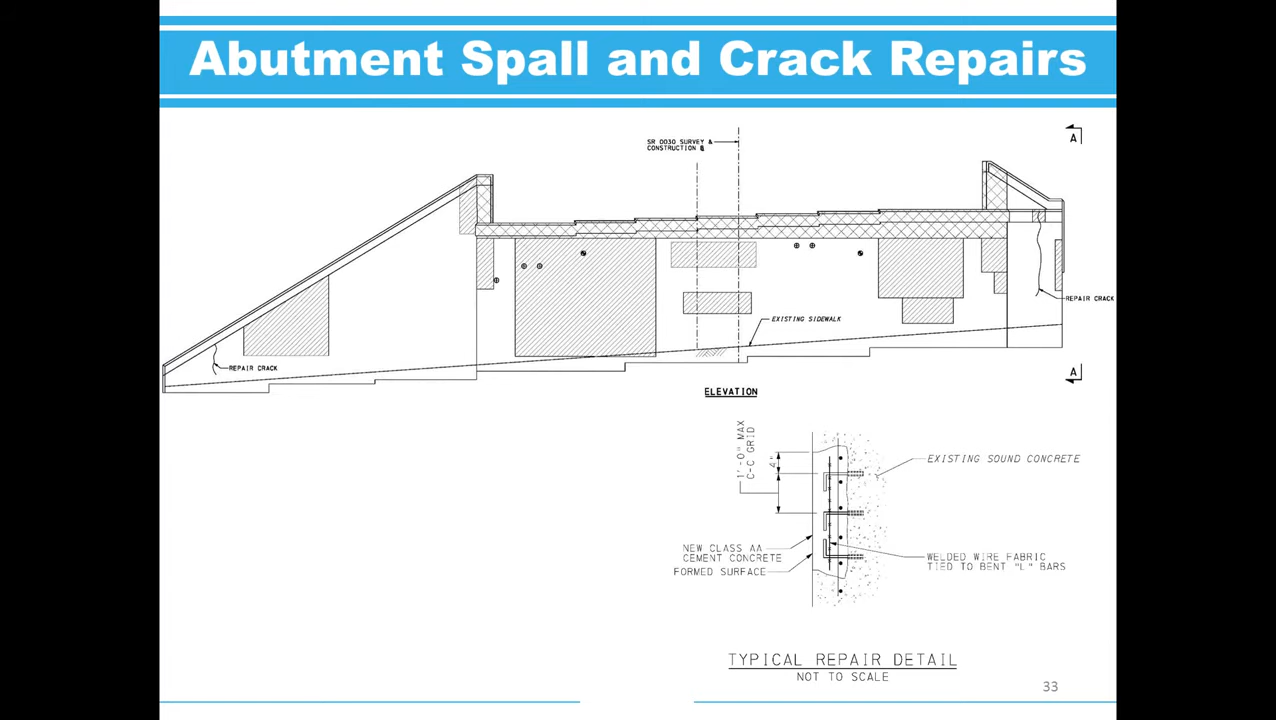 Abutment Spall and Crack Repairs
SR 0030 SURVEY &
CONSTRUCTION ℄
A
REPAIR CRACK
EXISTING SIDEWALK
REPAIR CRACK
A
ELEVATION
1'-0" MAX
C-C GRID
4"
EXISTING SOUND CONCRETE
NEW CLASS AA
CEMENT CONCRETE
FORMED SURFACE
WELDED WIRE FABRIC
TIED TO BENT "L" BARS
TYPICAL REPAIR DETAIL
NOT TO SCALE
33